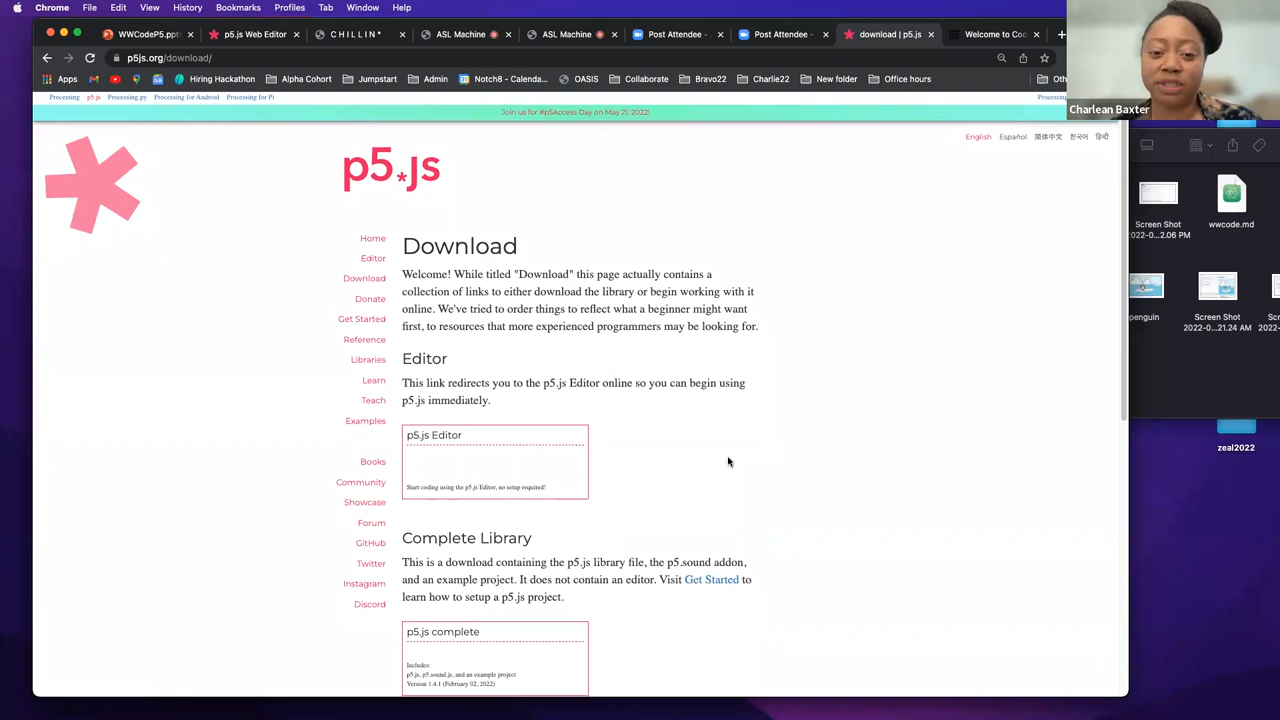 Chrome File Edit View History Bookmarks Profiles Tab Window Help
WWCodeP5.ppt
p5.js Web Editor
C H I L L I N *
ASL Machine
ASL Machine
Post Attendee -
Post Attendee -
download | p5.js
Welcome to Cod
p5js.org/download/
Apps
Hiring Hackathon
Alpha Cohort
Jumpstart
Admin
Notch8 - Calenda...
OASIS
Collaborate
Bravo22
Charlie22
New folder
Office hours
Charlean Baxter
Processing p5.js Processing.py Processing for Android Processing for Pi
Join us for #p5Access Day on May 21, 2022!
English Español 简体中文 한국어 हिन्दी
p5.js
Home
Editor
Download
Donate
Get Started
Reference
Libraries
Learn
Teach
Examples
Books
Community
Showcase
Forum
GitHub
Twitter
Instagram
Discord
Download
Welcome! While titled "Download" this page actually contains a
collection of links to either download the library or begin working with it
online. We've tried to order things to reflect what a beginner might want
first, to resources that more experienced programmers may be looking for.
Editor
This link redirects you to the p5.js Editor online so you can begin using
p5.js immediately.
p5.js Editor
Start coding using the p5.js Editor, no setup required!
Complete Library
This is a download containing the p5.js library file, the p5.sound addon,
and an example project. It does not contain an editor. Visit Get Started to
learn how to setup a p5.js project.
p5.js complete
Includes:
p5.js, p5.sound.js, and an example project
Version 1.4.1 (February 02, 2022)
Screen Shot
2022-0...2.06 PM
wwcode.md
penguin
Screen Shot
2022-0...21.24 AM
zeal2022